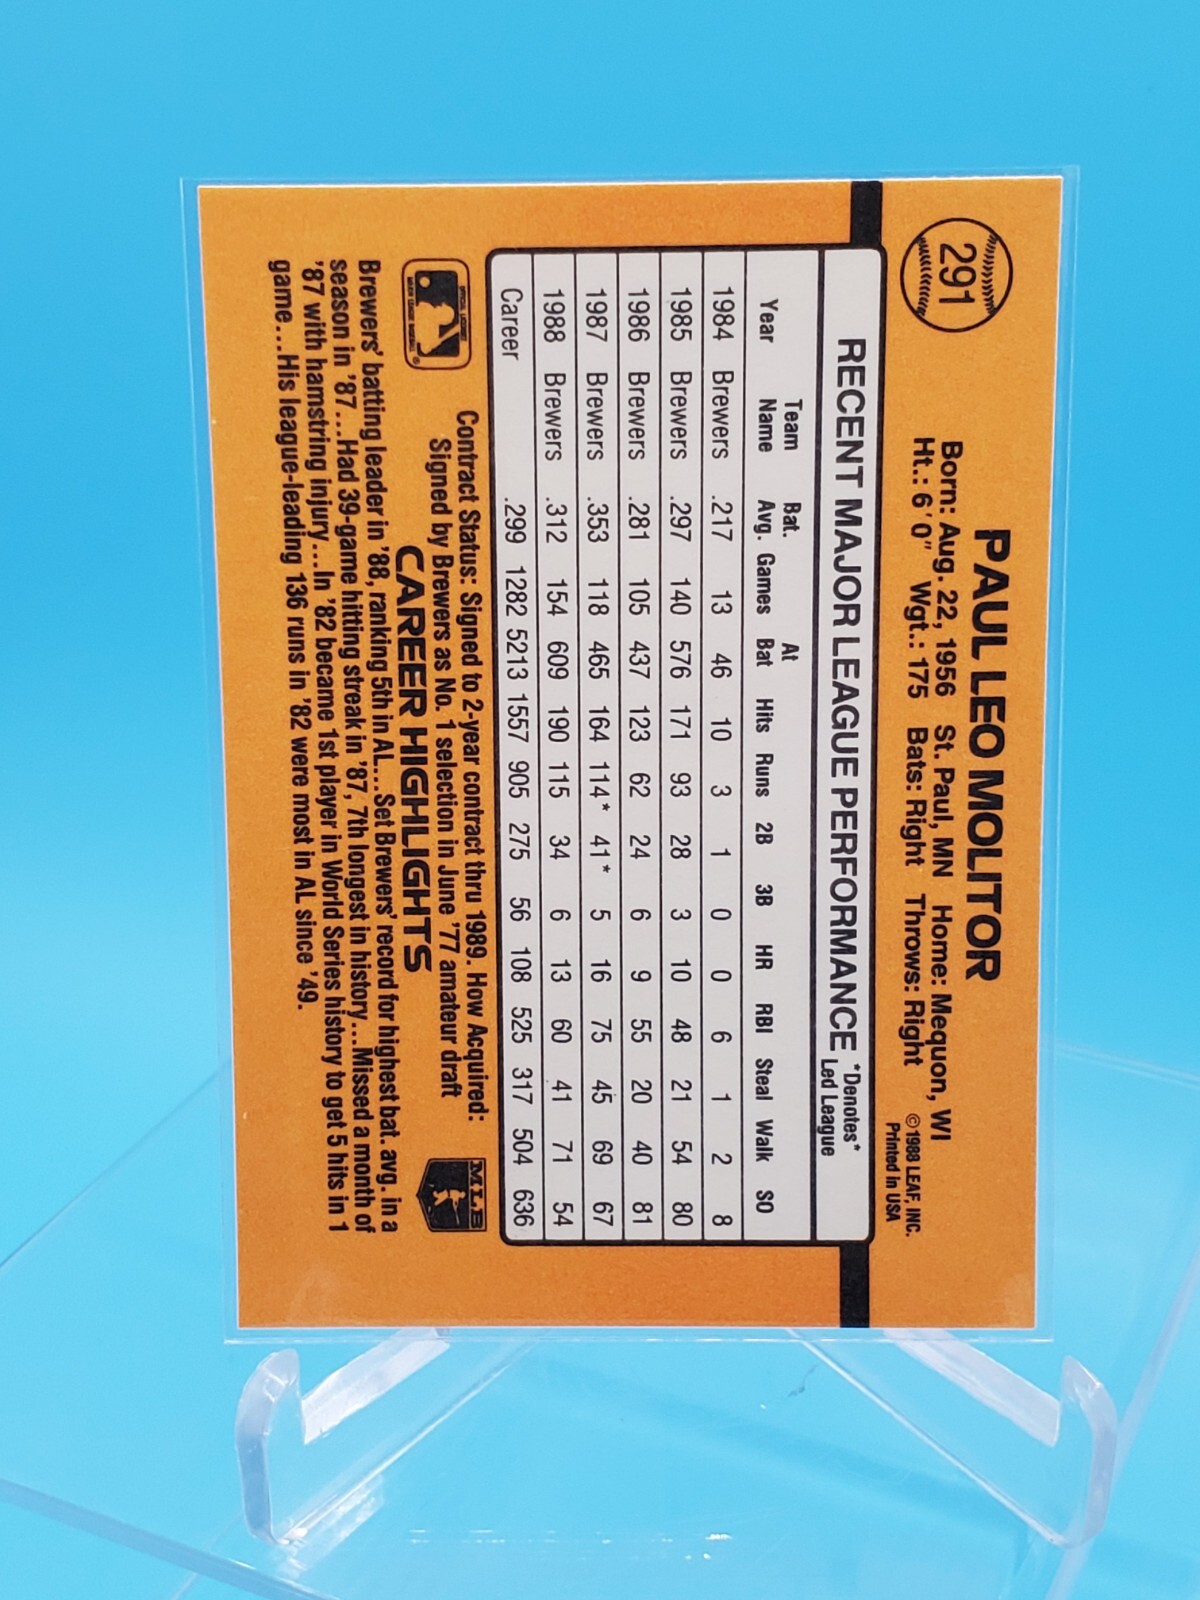 291
PAUL LEO MOLITOR
Born: Aug. 22, 1956 St. Paul, MN Home: Mequon, WI
Ht.: 6'0" Wgt.: 175 Bats: Right Throws: Right
©1988 LEAF, INC.
Printed In USA
RECENT MAJOR LEAGUE PERFORMANCE *Denotes* Led League
Year Team Name Bat. Avg. Games At Bat Hits Runs 2B 3B HR RBI Steal Walk SO
1984 Brewers .217 13 46 10 3 1 0 0 6 1 2 8
1985 Brewers .297 140 576 171 93 28 3 10 48 21 54 80
1986 Brewers .281 105 437 123 62 24 6 9 55 20 40 81
1987 Brewers .353 118 465 164 114* 41* 5 16 75 45 69 67
1988 Brewers .312 154 609 190 115 34 6 13 60 41 71 54
Career .299 1282 5213 1557 905 275 56 108 525 317 504 636
Contract Status: Signed to 2-year contract thru 1989. How Acquired:
Signed by Brewers as No. 1 selection in June '77 amateur draft
MLB
CAREER HIGHLIGHTS
Brewers' batting leader in '88, ranking 5th in AL...Set Brewers' record for highest bat. avg. in a
season in '87...Had 39-game hitting streak in '87, 7th longest in history...Missed a month of
'87 with hamstring injury...In '82 became 1st player in World Series history to get 5 hits in 1
game...His league-leading 136 runs in '82 were most in AL since '49.